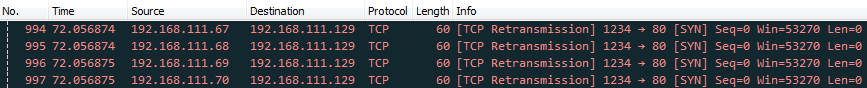 No. Time Source Destination Protocol Length Info
994 72.056874 192.168.111.67 192.168.111.129 TCP 60 [TCP Retransmission] 1234 → 80 [SYN] Seq=0 Win=53270 Len=0
995 72.056874 192.168.111.68 192.168.111.129 TCP 60 [TCP Retransmission] 1234 → 80 [SYN] Seq=0 Win=53270 Len=0
996 72.056875 192.168.111.69 192.168.111.129 TCP 60 [TCP Retransmission] 1234 → 80 [SYN] Seq=0 Win=53270 Len=0
997 72.056875 192.168.111.70 192.168.111.129 TCP 60 [TCP Retransmission] 1234 → 80 [SYN] Seq=0 Win=53270 Len=0